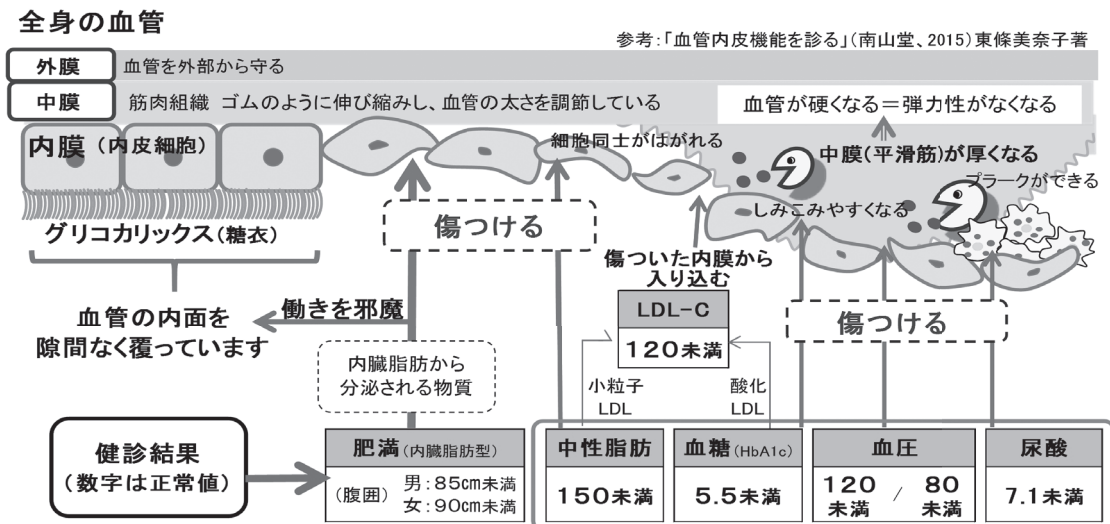 全身の血管
参考：「血管内皮機能を診る」（南山堂、2015）東條美奈子著
外膜
血管を外部から守る
中膜
筋肉組織 ゴムのように伸び縮みし、血管の太さを調節している
血管が硬くなる＝弾力性がなくなる
内膜（内皮細胞）
細胞同士がはがれる
中膜（平滑筋）が厚くなる
プラークができる
しみこみやすくなる
グリコカリックス（糖衣）
傷つける
傷ついた内膜から
入り込む
血管の内面を
隙間なく覆っています
働きを邪魔
LDL-C
120未満
傷つける
内臓脂肪から
分泌される物質
小粒子
LDL
酸化
LDL
健診結果
（数字は正常値）
肥満（内臓脂肪型）
（腹囲）
男：85cm未満
女：90cm未満
中性脂肪
150未満
血糖（HbA1c）
5.5未満
血圧
120 / 80
未満 未満
尿酸
7.1未満